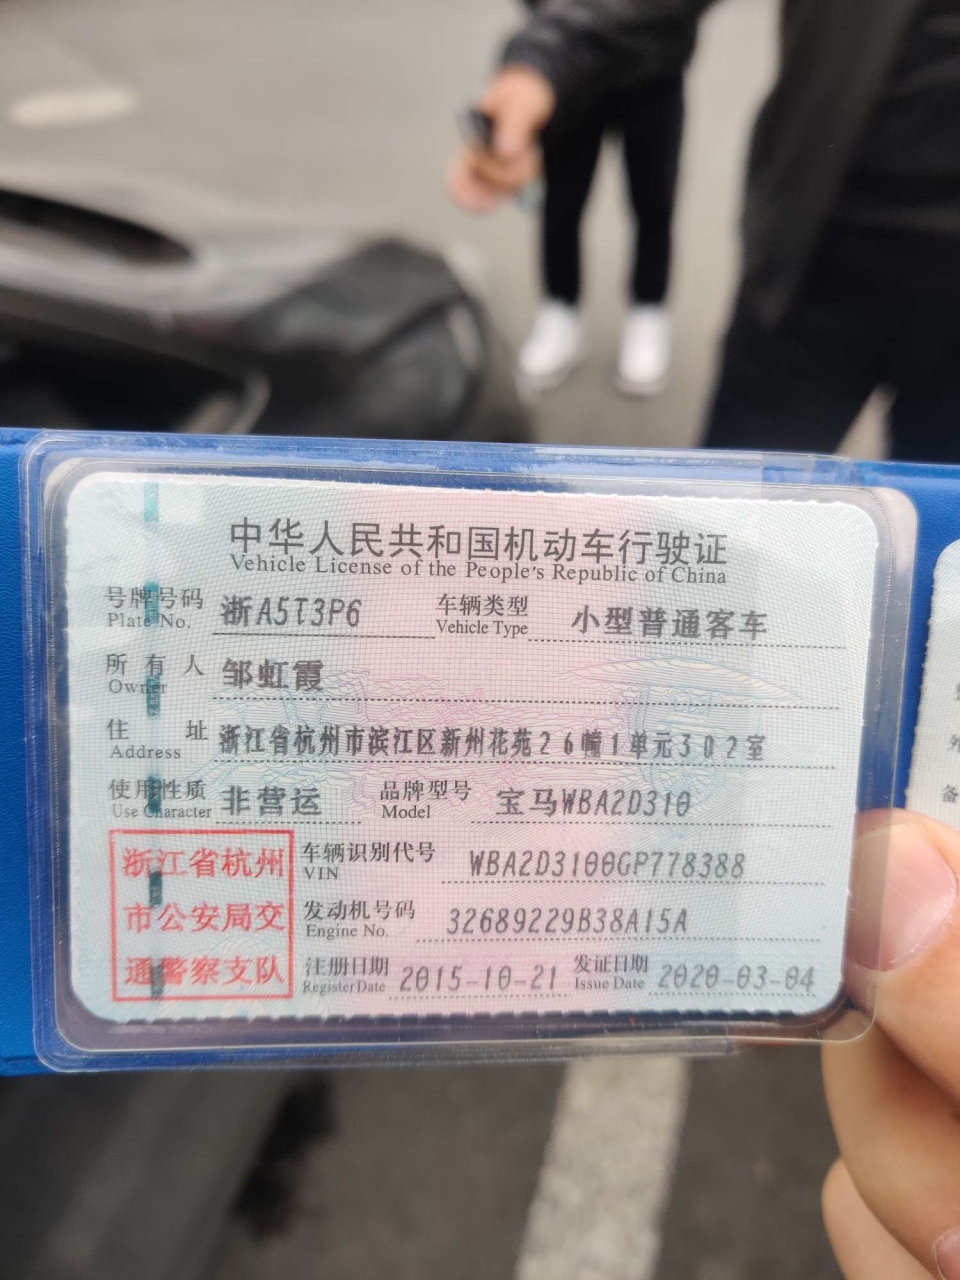 中华人民共和国机动车行驶证
Vehicle License of the People's Republic of China
号牌号码 浙A5T3P6 车辆类型 小型普通客车
Plate No. Vehicle Type
所有人 邹虹霞
Owner
住址 浙江省杭州市滨江区新州花苑26幢1单元302室
Address
使用性质 非营运 品牌型号 宝马WBA2D310
Use Character Model
浙江省杭州
市公安局交
通警察支队
车辆识别代号 WBA2D3100GP778388
VIN
发动机号码 32689229B38A15A
Engine No.
注册日期 2015-10-21 发证日期 2020-03-04
Register Date Issue Date
备